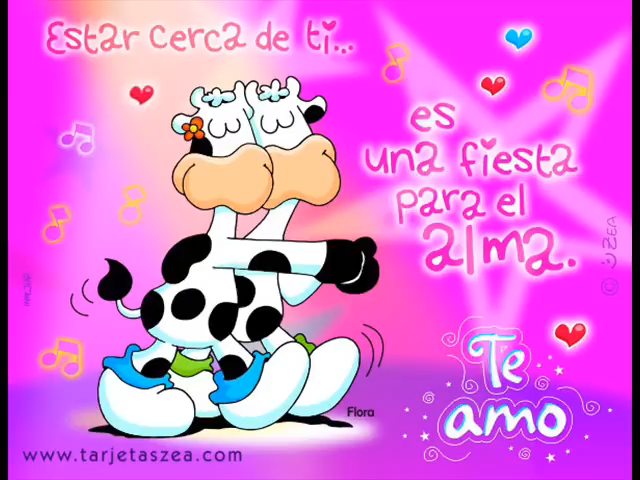 Estar cerca de ti...
es
una fiesta
para el
alma.
© ZEA
Te
amo
Flora
www.tarjetaszea.com